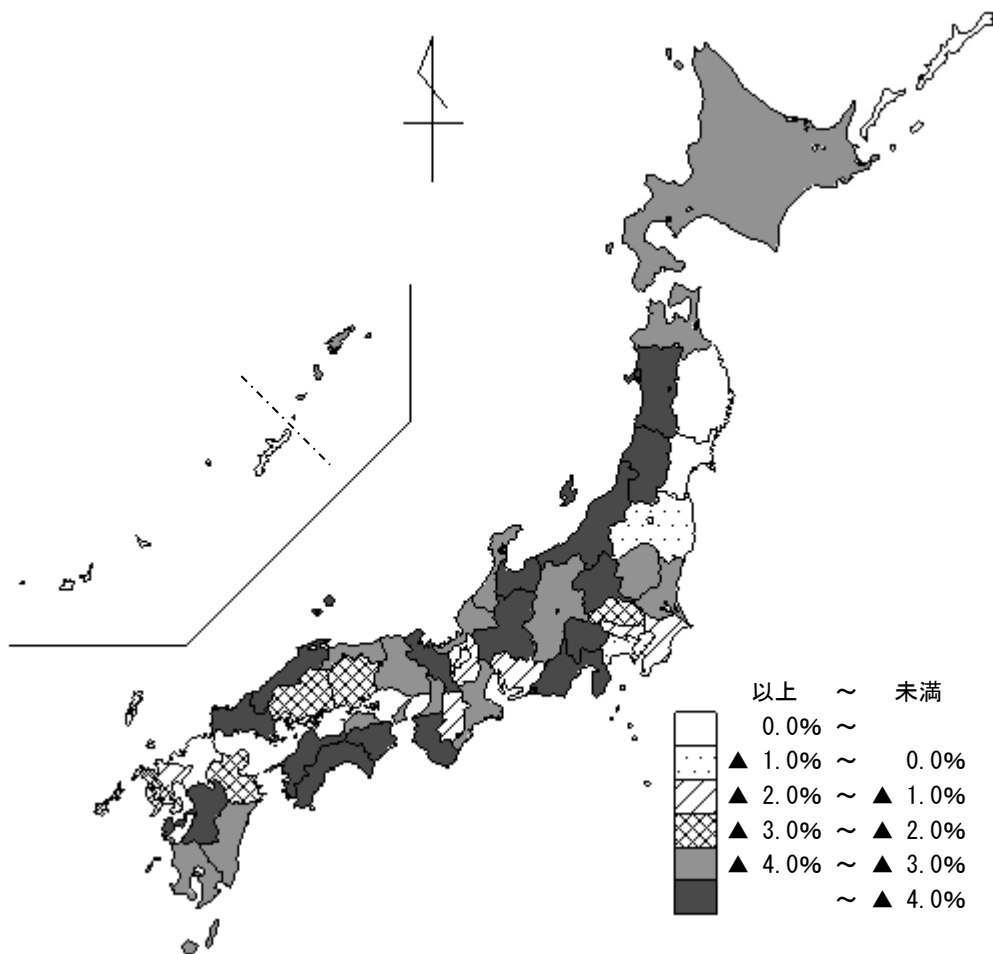 以上 ～ 未満
0.0% ～
▲ 1.0% ～ 0.0%
▲ 2.0% ～ ▲ 1.0%
▲ 3.0% ～ ▲ 2.0%
▲ 4.0% ～ ▲ 3.0%
～ ▲ 4.0%